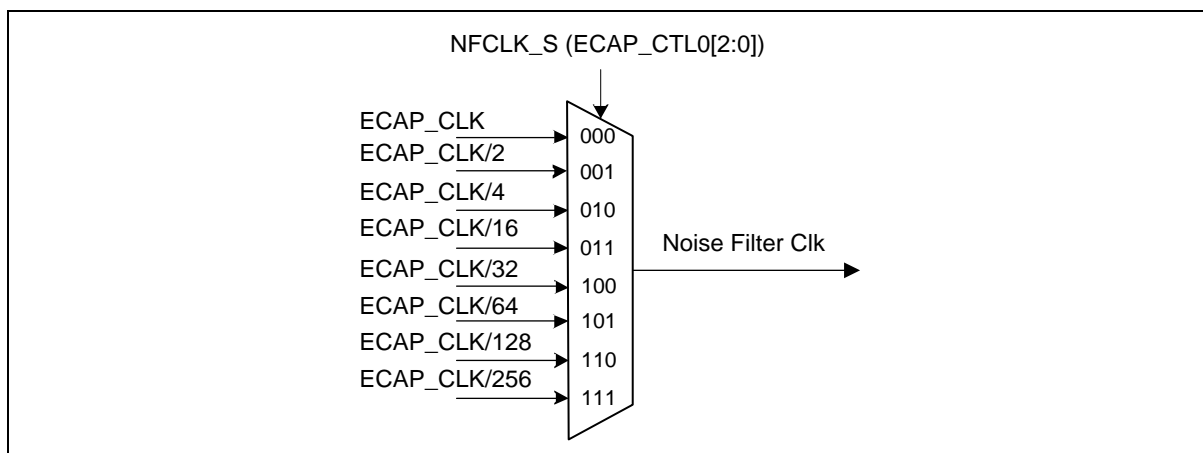 NFCLK_S (ECAP_CTL0[2:0])
ECAP_CLK
000
ECAP_CLK/2
001
ECAP_CLK/4
010
ECAP_CLK/16
011
Noise Filter Clk
ECAP_CLK/32
100
ECAP_CLK/64
101
ECAP_CLK/128
110
ECAP_CLK/256
111